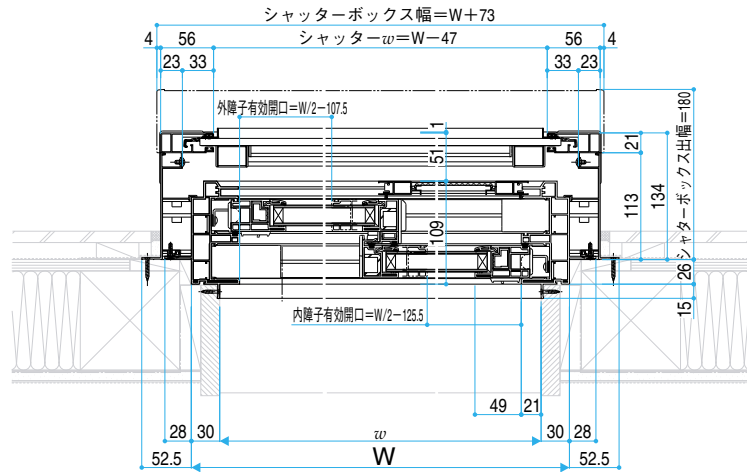 シャッターボックス幅=W+73
4 56 シャッターw=W−47 56 4
23 33 33 23
外障子有効開口=W/2−107.5
1
51
109
21
113
134
シャッターボックス出幅=180
26
15
内障子有効開口=W/2−125.5
49 21
28 30 w 30 28
52.5 W 52.5